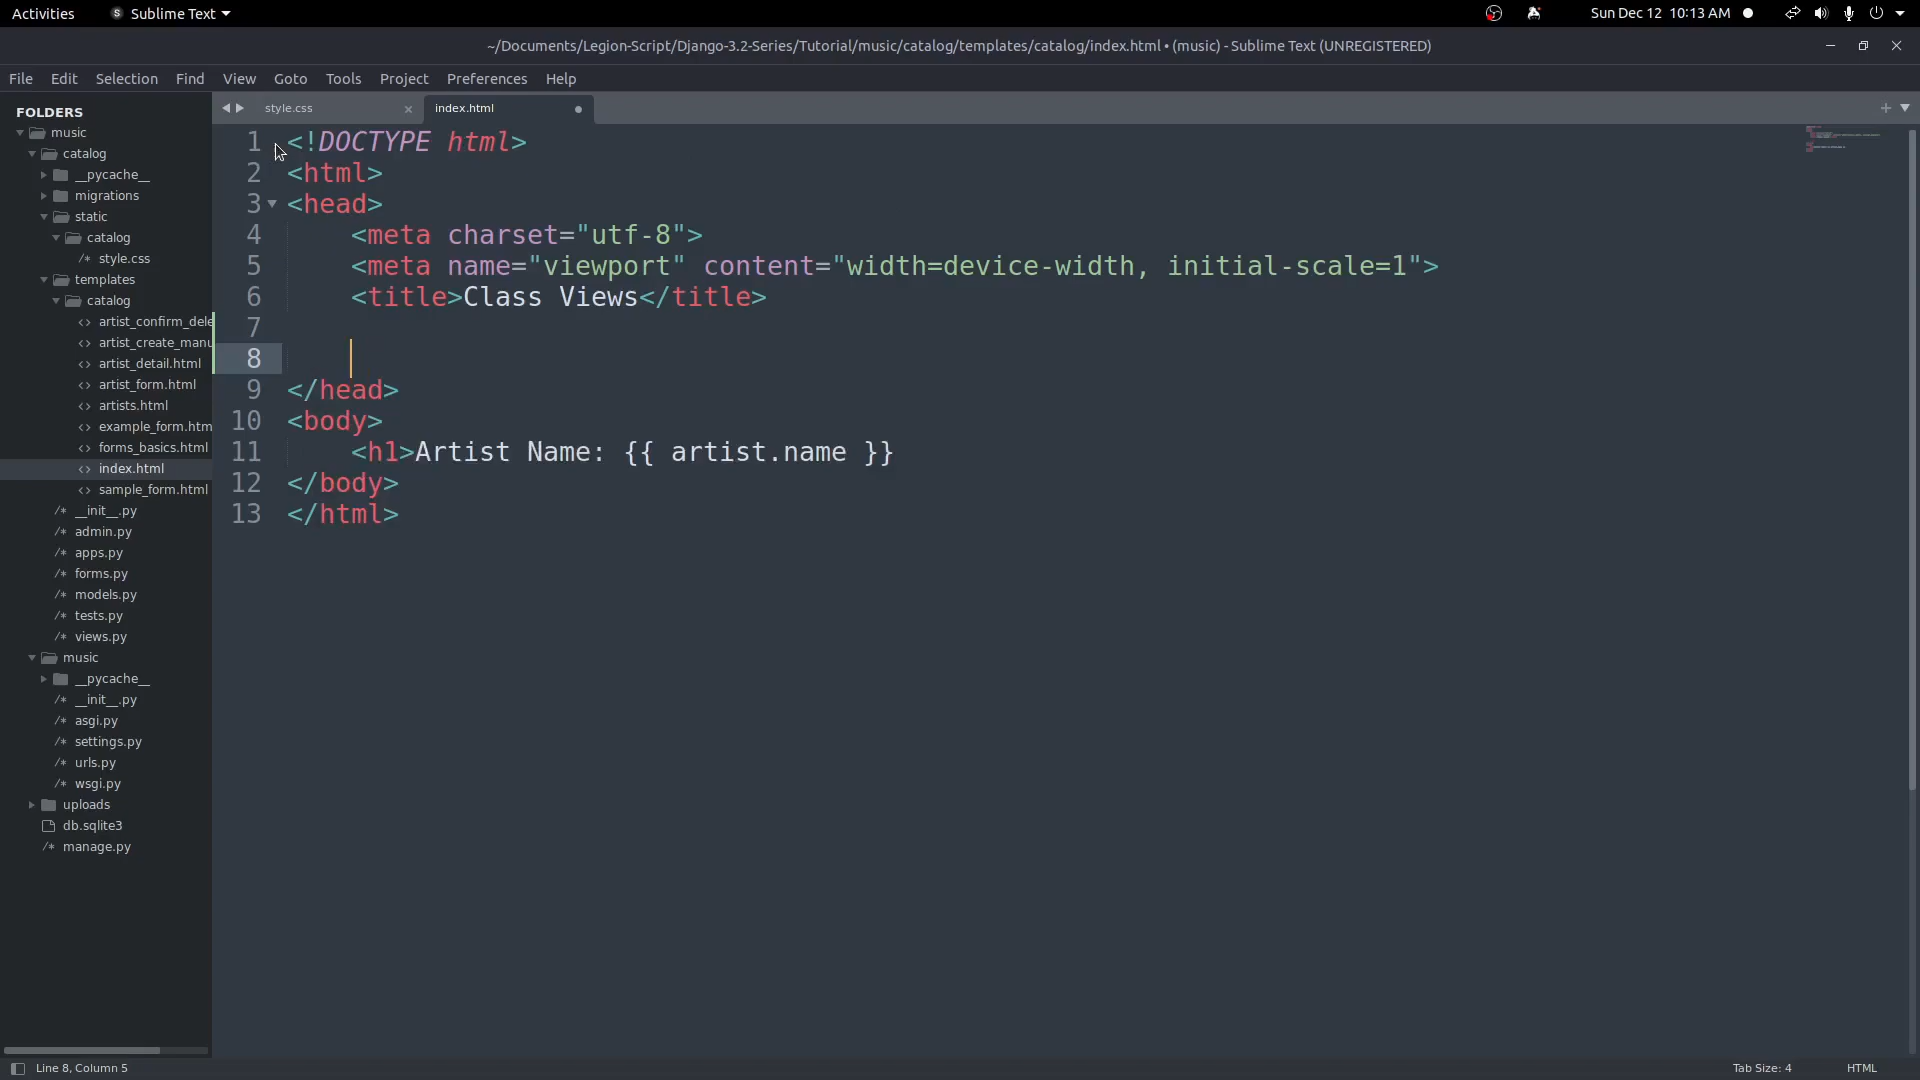 Activities Sublime Text Sun Dec 12 10:13 AM
~/Documents/Legion-Script/Django-3.2-Series/Tutorial/music/catalog/templates/catalog/index.html • (music) - Sublime Text (UNREGISTERED)
File Edit Selection Find View Goto Tools Project Preferences Help
FOLDERS
music
catalog
__pycache__
migrations
static
catalog
/* style.css
templates
catalog
<> artist_confirm_dele
<> artist_create_manu
<> artist_detail.html
<> artist_form.html
<> artists.html
<> example_form.htm
<> forms_basics.html
<> index.html
<> sample_form.html
/* __init__.py
/* admin.py
/* apps.py
/* forms.py
/* models.py
/* tests.py
/* views.py
music
__pycache__
/* __init__.py
/* asgi.py
/* settings.py
/* urls.py
/* wsgi.py
uploads
db.sqlite3
/* manage.py
style.css × index.html •
1 <!DOCTYPE html>
2 <html>
3 <head>
4     <meta charset="utf-8">
5     <meta name="viewport" content="width=device-width, initial-scale=1">
6     <title>Class Views</title>
7
8
9 </head>
10 <body>
11     <h1>Artist Name: {{ artist.name }}
12 </body>
13 </html>
Line 8, Column 5 Tab Size: 4 HTML